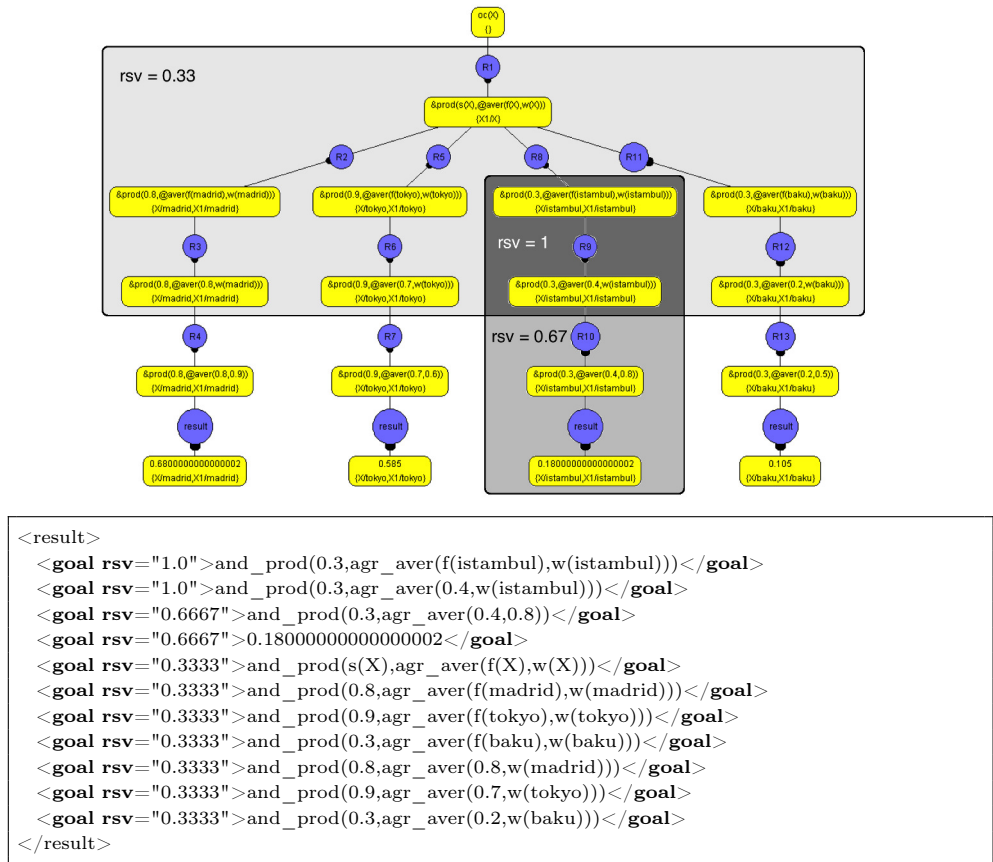 oc(X)
{}
rsv = 0.33
R1
&prod(s(X),@aver(f(X),w(X)))
{X1/X}
R2 R5 R8 R11
&prod(0.8,@aver(f(madrid),w(madrid))) &prod(0.9,@aver(f(tokyo),w(tokyo))) &prod(0.3,@aver(f(istambul),w(istambul))) &prod(0.3,@aver(f(baku),w(baku)))
{X/madrid,X1/madrid} {X/tokyo,X1/tokyo} {X/istambul,X1/istambul} {X/baku,X1/baku}
R3 R6 rsv = 1 R9 R12
&prod(0.8,@aver(0.8,w(madrid))) &prod(0.9,@aver(0.7,w(tokyo))) &prod(0.3,@aver(0.4,w(istambul))) &prod(0.3,@aver(0.2,w(baku)))
{X/madrid,X1/madrid} {X/tokyo,X1/tokyo} {X/istambul,X1/istambul} {X/baku,X1/baku}
R4 R7 rsv = 0.67 R10 R13
&prod(0.8,@aver(0.8,0.9)) &prod(0.9,@aver(0.7,0.6)) &prod(0.3,@aver(0.4,0.8)) &prod(0.3,@aver(0.2,0.5))
{X/madrid,X1/madrid} {X/tokyo,X1/tokyo} {X/istambul,X1/istambul} {X/baku,X1/baku}
result result result result
0.6800000000000002 0.585 0.18000000000000002 0.105
{X/madrid,X1/madrid} {X/tokyo,X1/tokyo} {X/istambul,X1/istambul} {X/baku,X1/baku}
<result>
<goal rsv="1.0">and_prod(0.3,agr_aver(f(istambul),w(istambul)))</goal>
<goal rsv="1.0">and_prod(0.3,agr_aver(0.4,w(istambul)))</goal>
<goal rsv="0.6667">and_prod(0.3,agr_aver(0.4,0.8))</goal>
<goal rsv="0.6667">0.18000000000000002</goal>
<goal rsv="0.3333">and_prod(s(X),agr_aver(f(X),w(X)))</goal>
<goal rsv="0.3333">and_prod(0.8,agr_aver(f(madrid),w(madrid)))</goal>
<goal rsv="0.3333">and_prod(0.9,agr_aver(f(tokyo),w(tokyo)))</goal>
<goal rsv="0.3333">and_prod(0.3,agr_aver(f(baku),w(baku)))</goal>
<goal rsv="0.3333">and_prod(0.8,agr_aver(0.8,w(madrid)))</goal>
<goal rsv="0.3333">and_prod(0.9,agr_aver(0.7,w(tokyo)))</goal>
<goal rsv="0.3333">and_prod(0.3,agr_aver(0.2,w(baku)))</goal>
</result>